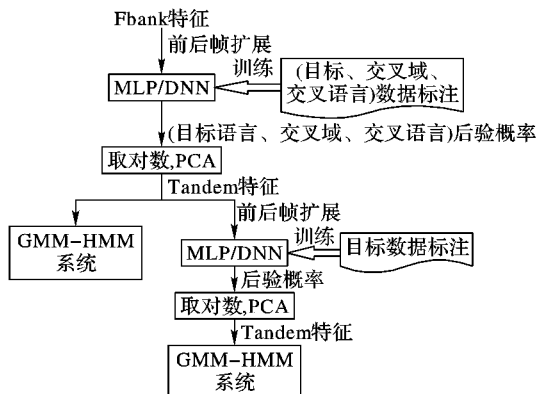 Fbank特征
前后帧扩展
训练
(目标、交叉域、
交叉语言)数据标注
MLP/DNN
(目标语言、交叉域、交叉语言)后验概率
取对数,PCA
Tandem特征
前后帧扩展
GMM-HMM
系统
训练
MLP/DNN
目标数据标注
后验概率
取对数,PCA
Tandem特征
GMM-HMM
系统